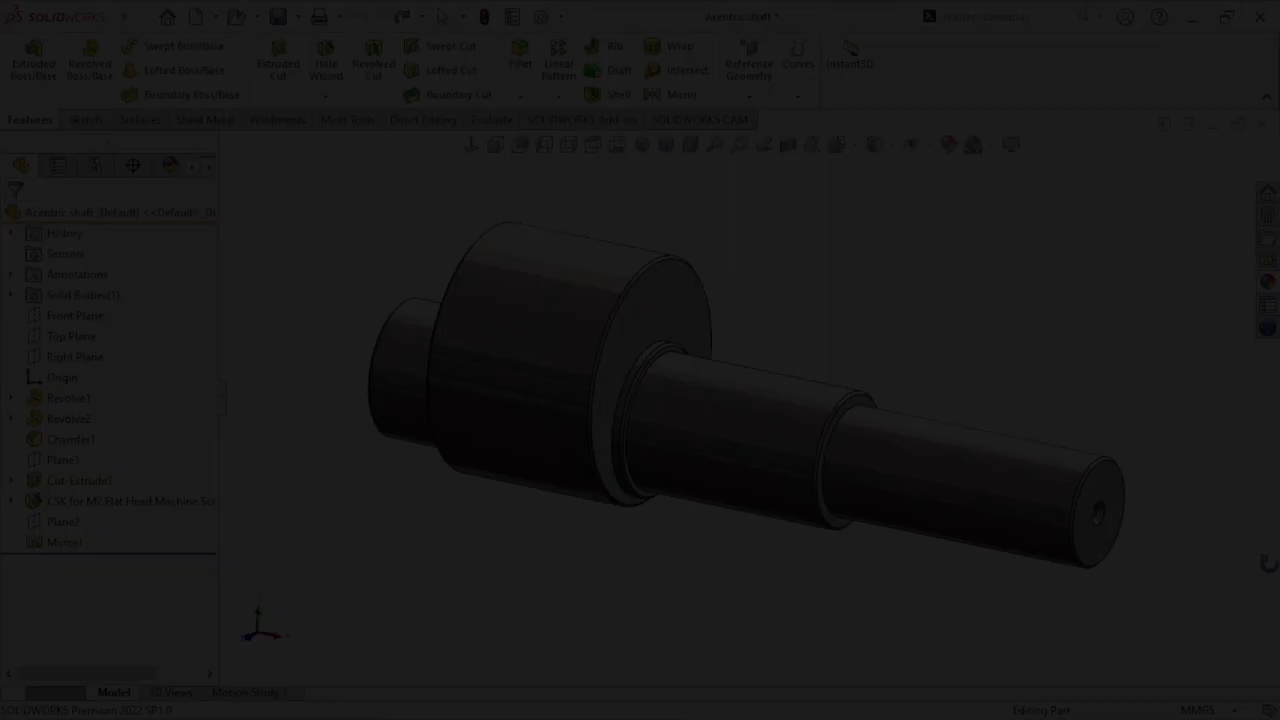 SOLIDWORKS
Acentric shaft *
Extruded Boss/Base
Revolved Boss/Base
Swept Boss/Base
Lofted Boss/Base
Boundary Boss/Base
Extruded Cut
Hole Wizard
Revolved Cut
Swept Cut
Lofted Cut
Boundary Cut
Fillet
Linear Pattern
Rib
Draft
Shell
Wrap
Intersect
Mirror
Reference Geometry
Curves
Instant3D
Features
Sketch
Surfaces
Sheet Metal
Weldments
Mold Tools
Direct Editing
Evaluate
SOLIDWORKS Add-Ins
SOLIDWORKS CAM
Acentric shaft (Default) <<Default>_Di
History
Sensors
Annotations
Solid Bodies(1)
Front Plane
Top Plane
Right Plane
Origin
Revolve1
Revolve2
Chamfer1
Plane1
Cut-Extrude1
CSK for M2 Flat Head Machine Scr
Plane2
Mirror1
Model
3D Views
Motion Study 1
SOLIDWORKS Premium 2022 SP1.0
Editing Part
MMGS